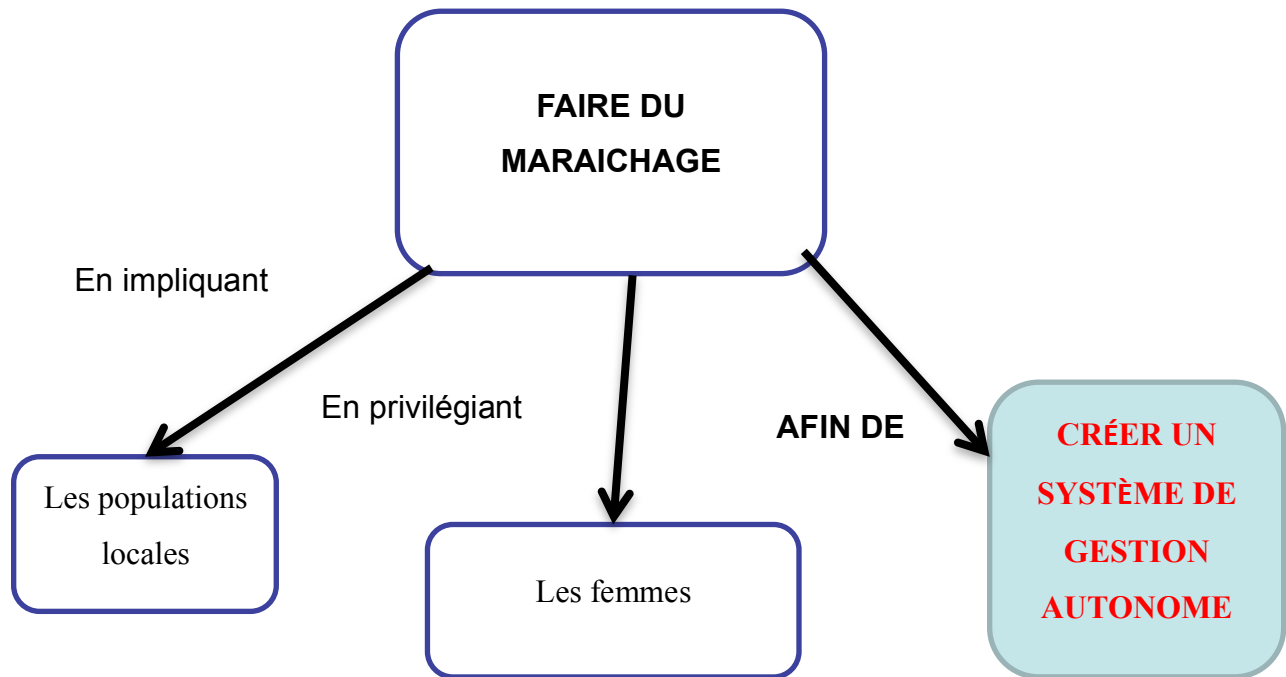 FAIRE DU
MARAICHAGE
En impliquant
En privilégiant
AFIN DE
Les populations
locales
Les femmes
CRÉER UN
SYSTÈME DE
GESTION
AUTONOME